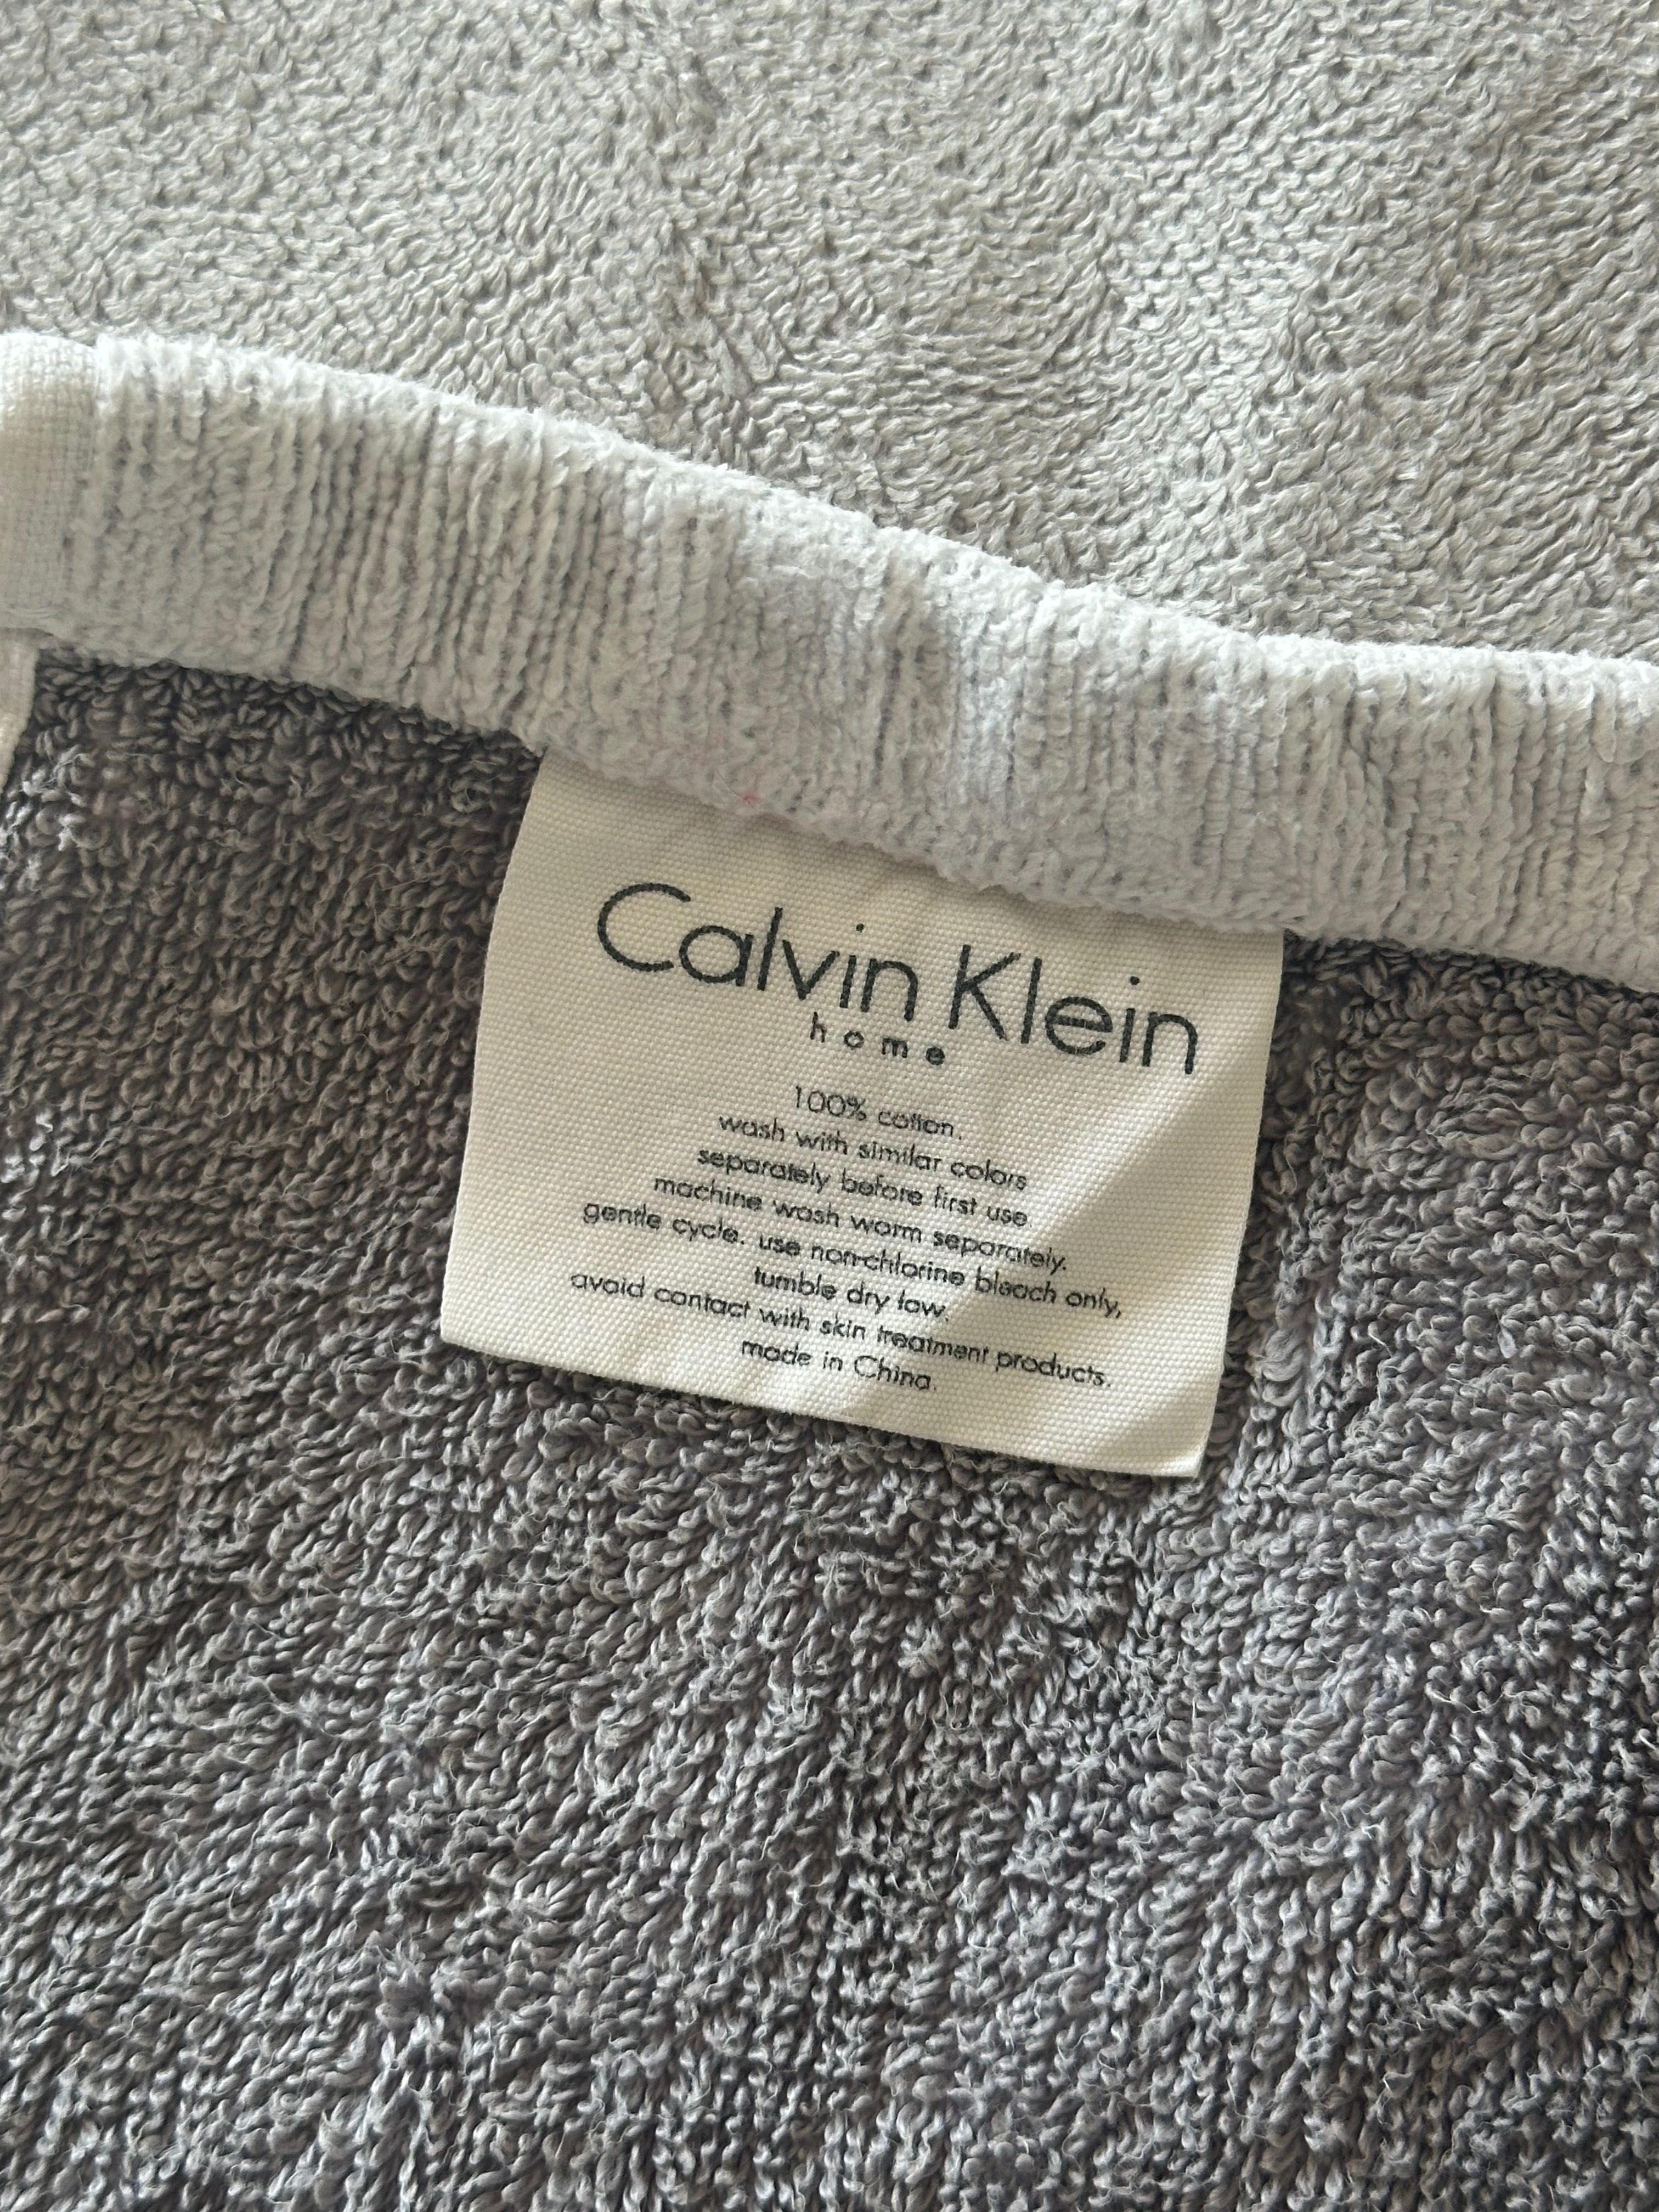 Calvin Klein
home
100% cotton.
wash with similar colors
separately before first use
machine wash warm separately.
gentle cycle. use non-chlorine bleach only,
tumble dry low.
avoid contact with skin treatment products.
made in China.